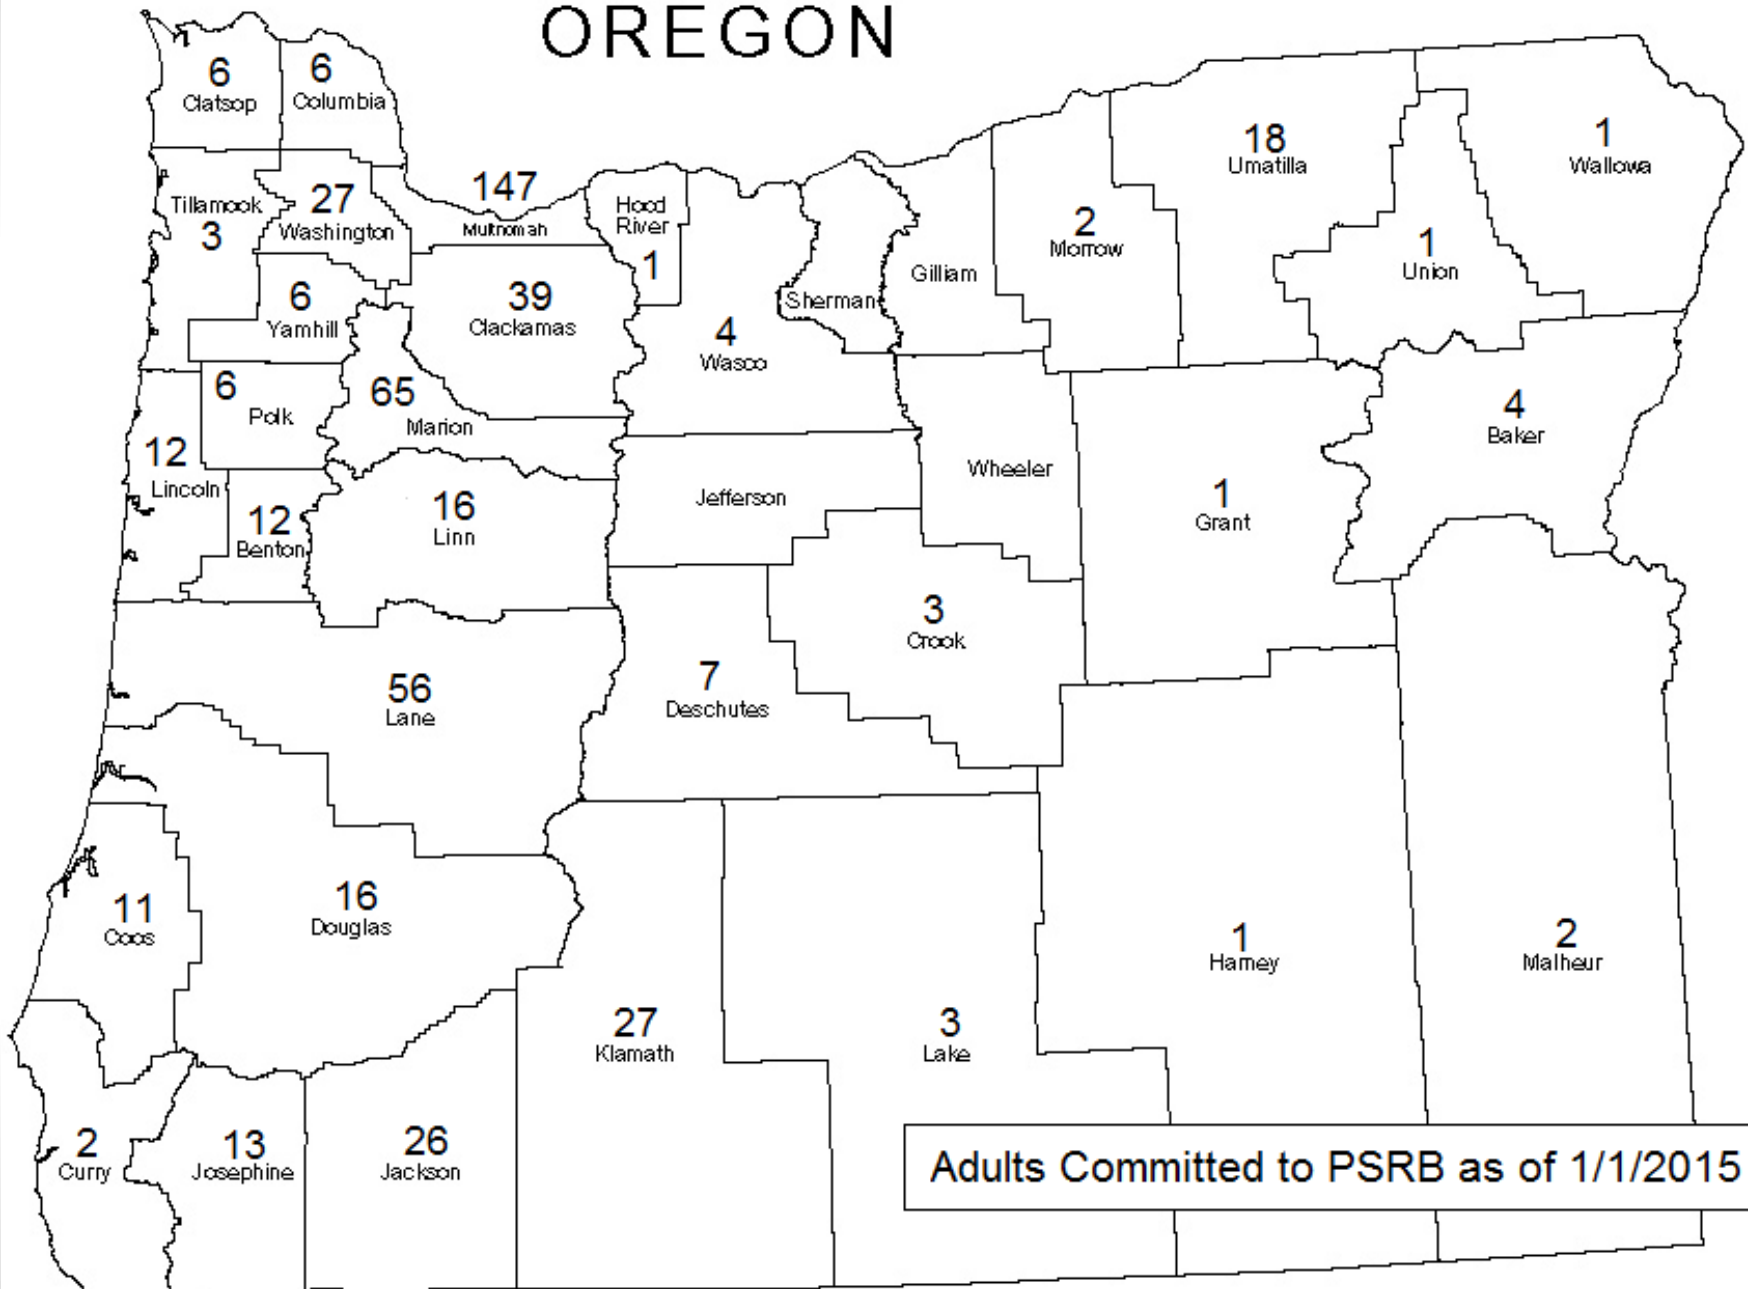 OREGON
6
Clatsop
6
Columbia
18
Umatilla
1
Wallowa
Tillamook
3
27
Washington
147
Multnomah
Hood
River
1
2
Morrow
1
Union
Gilliam
Sherman
6
Yamhill
39
Clackamas
4
Wasco
6
Polk
65
Marion
4
Baker
12
Lincoln
12
Benton
16
Linn
Jefferson
Wheeler
1
Grant
56
Lane
7
Deschutes
3
Crook
11
Coos
16
Douglas
27
Klamath
3
Lake
1
Harney
2
Malheur
2
Curry
13
Josephine
26
Jackson
Adults Committed to PSRB as of 1/1/2015